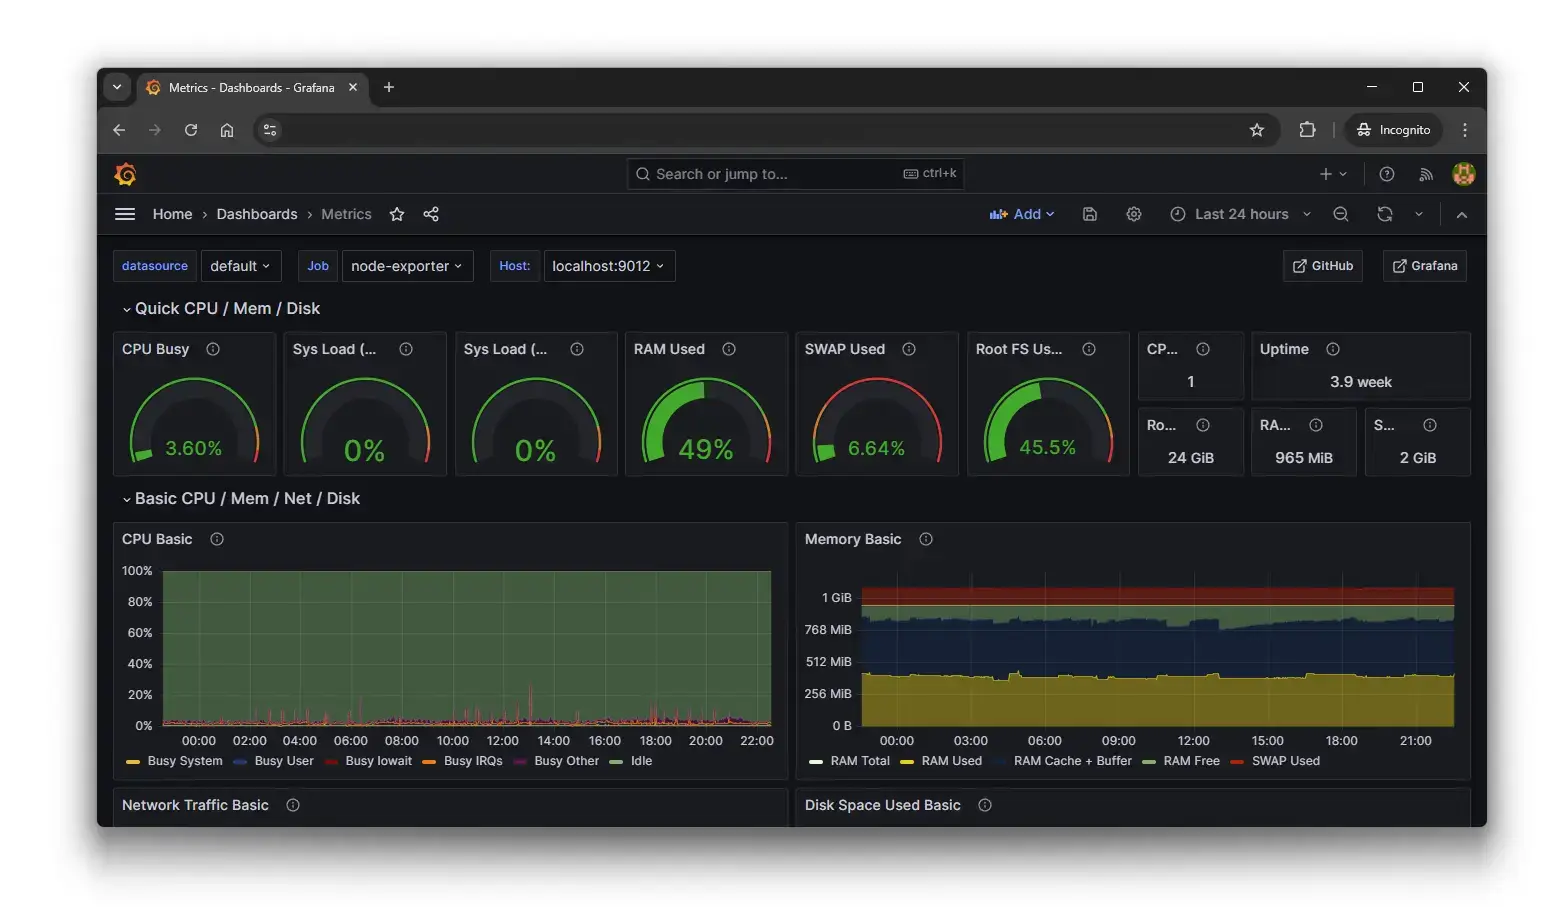 Metrics - Dashboards - Grafana
Incognito
Search or jump to... ctrl+k
Home › Dashboards › Metrics
Add
Last 24 hours
datasource default Job node-exporter Host: localhost:9012 GitHub Grafana
Quick CPU / Mem / Disk
CPU Busy
3.60%
Sys Load (...
0%
Sys Load (...
0%
RAM Used
49%
SWAP Used
6.64%
Root FS Us...
45.5%
CP...
1
Uptime
3.9 week
Ro...
24 GiB
RA...
965 MiB
S...
2 GiB
Basic CPU / Mem / Net / Disk
CPU Basic
100%
80%
60%
40%
20%
0%
00:00 02:00 04:00 06:00 08:00 10:00 12:00 14:00 16:00 18:00 20:00 22:00
Busy System Busy User Busy Iowait Busy IRQs Busy Other Idle
Memory Basic
1 GiB
768 MiB
512 MiB
256 MiB
0 B
00:00 03:00 06:00 09:00 12:00 15:00 18:00 21:00
RAM Total RAM Used RAM Cache + Buffer RAM Free SWAP Used
Network Traffic Basic
Disk Space Used Basic